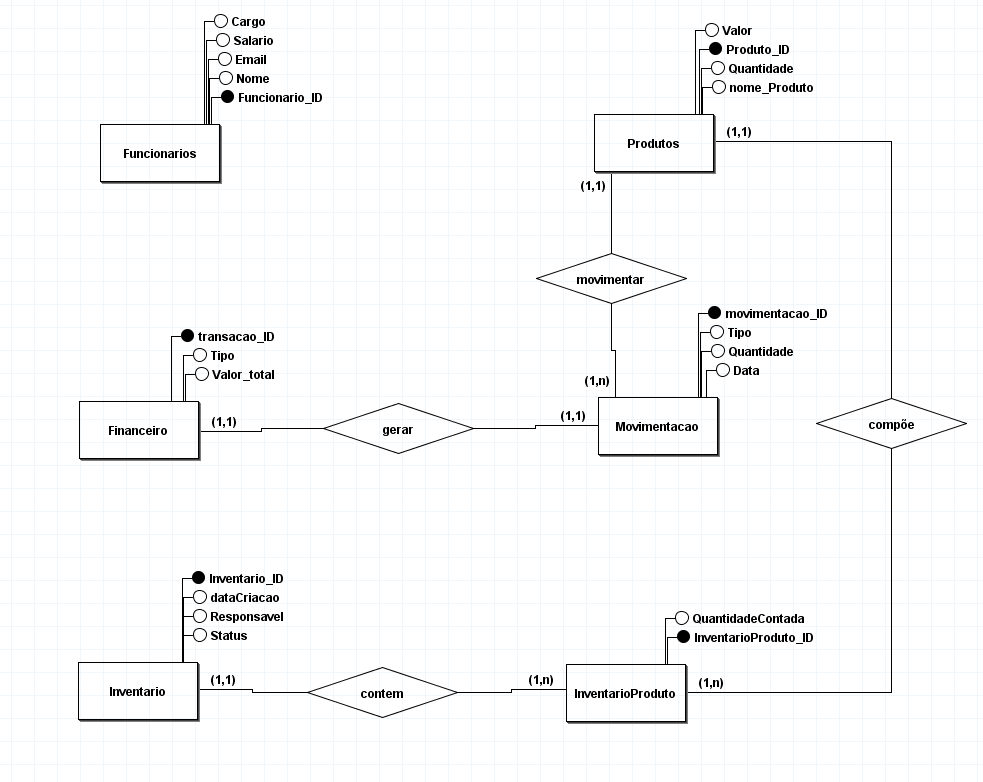 Cargo
Salario
Email
Nome
Funcionario_ID
Funcionarios
Valor
Produto_ID
Quantidade
nome_Produto
Produtos
(1,1)
(1,1)
movimentar
(1,n)
movimentacao_ID
Tipo
Quantidade
Data
Movimentacao
transacao_ID
Tipo
Valor_total
Financeiro
(1,1)
gerar
(1,1)
compõe
Inventario_ID
dataCriacao
Responsavel
Status
Inventario
(1,1)
contem
(1,n)
QuantidadeContada
InventarioProduto_ID
InventarioProduto
(1,n)